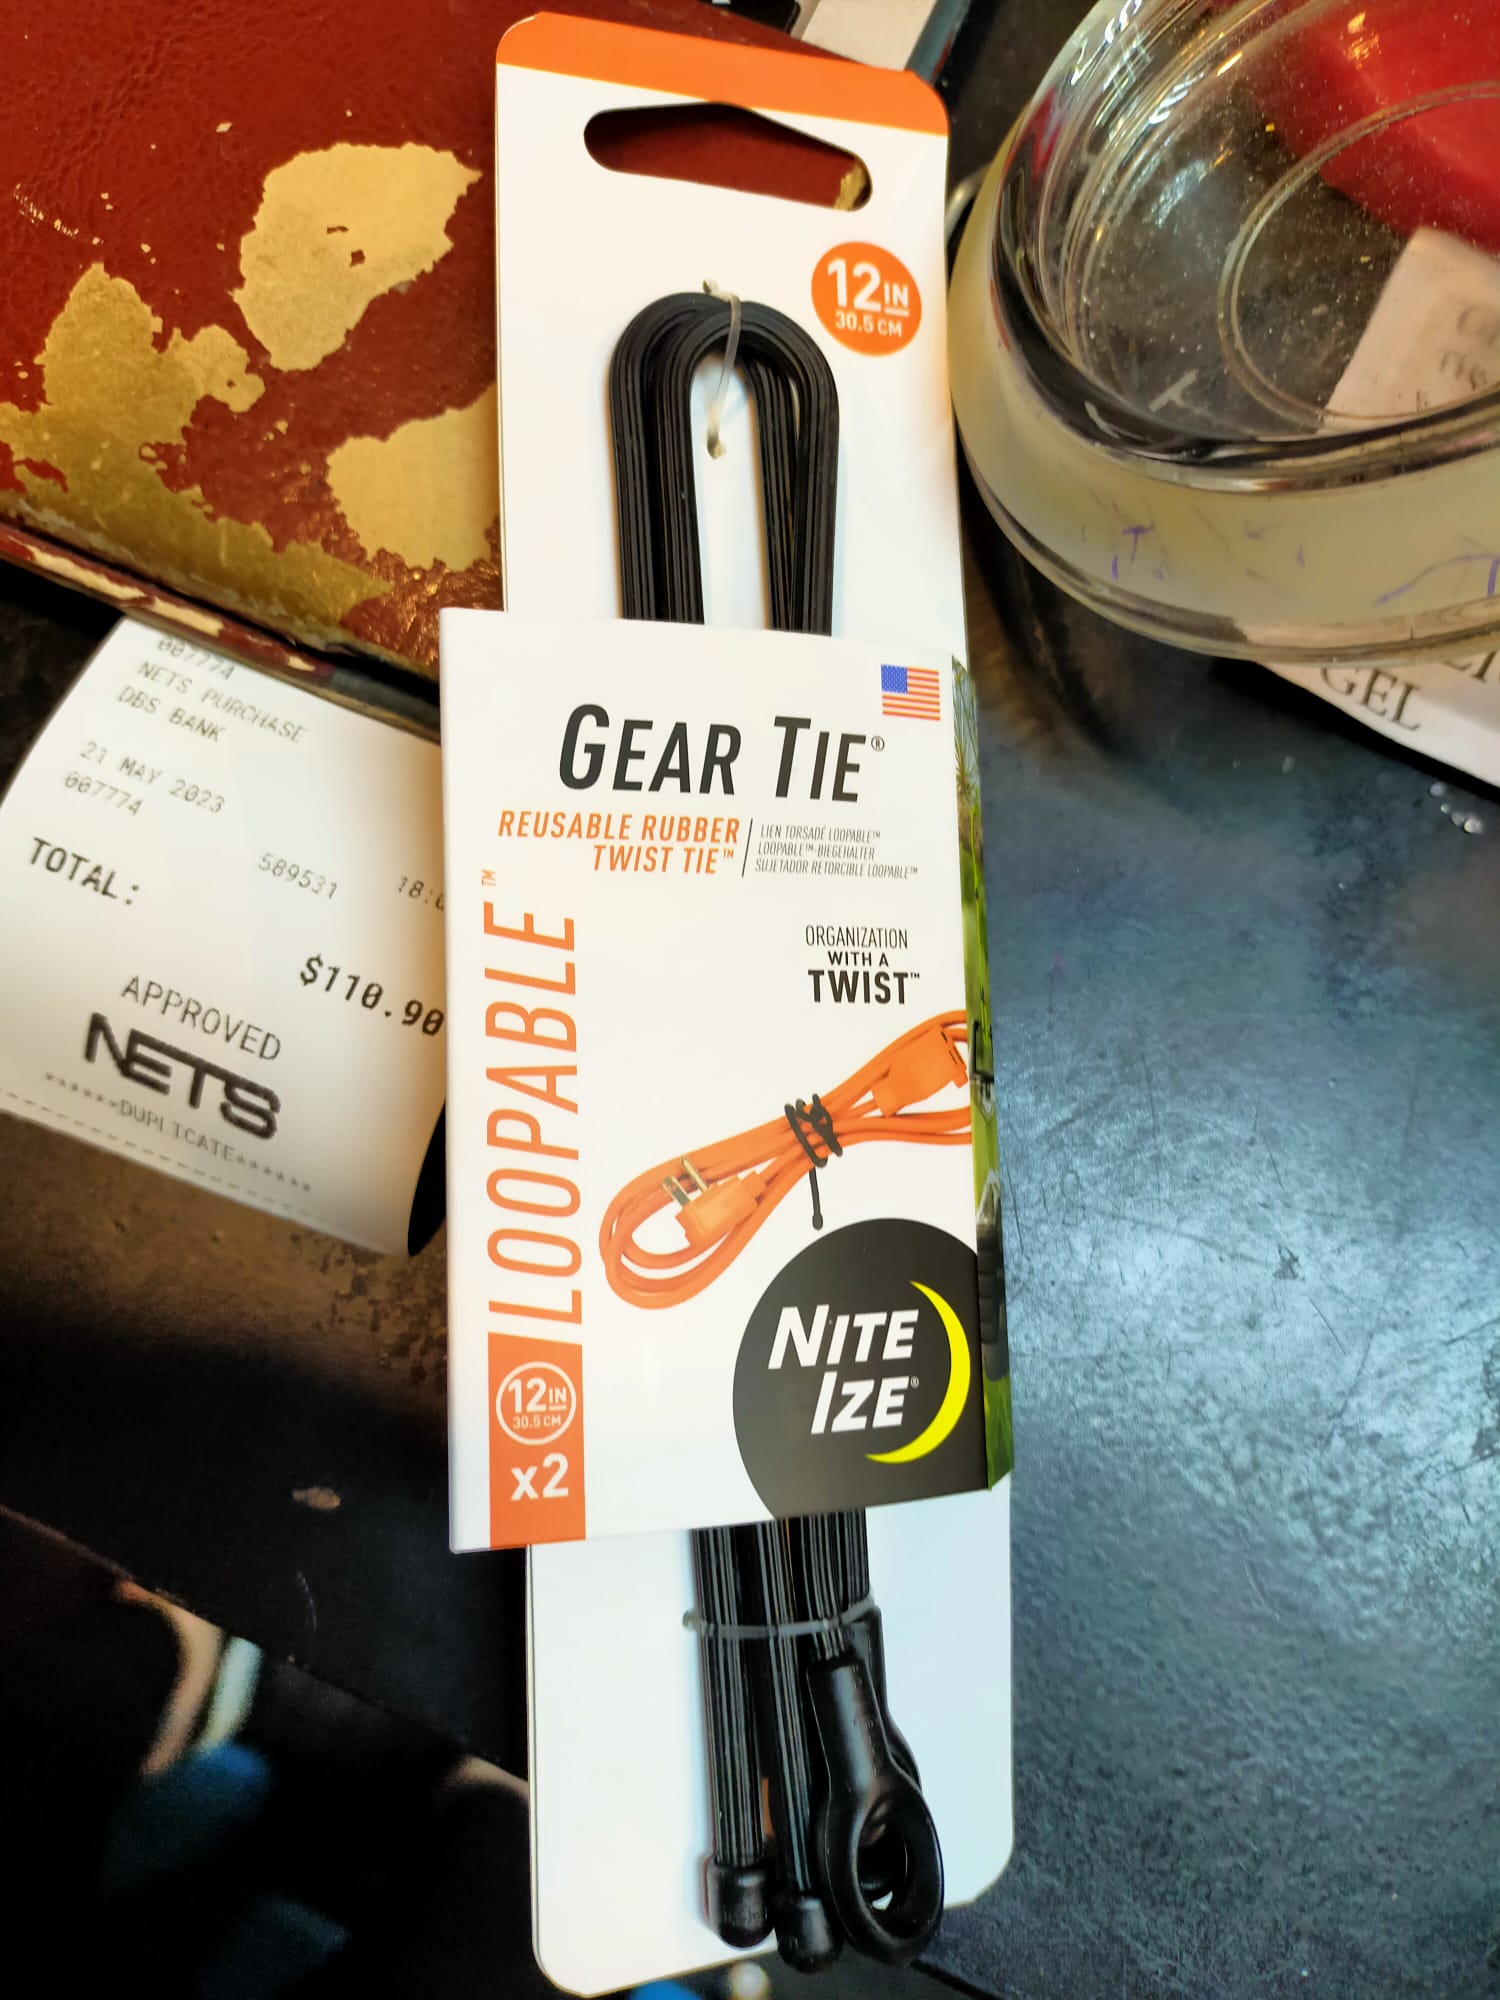 12IN
30.5 CM
GEAR TIE®
REUSABLE RUBBER
TWIST TIE™
LIEN TORSADÉ LOOPABLE™
LOOPABLE™-BIEGEHALTER
SUJETADOR RETORCIBLE LOOPABLE™
LOOPABLE™
ORGANIZATION
WITH A
TWIST™
NITE
IZE®
12IN
30.5 CM
x2
007774
NETS PURCHASE
DBS BANK
21 MAY 2023
007774
589531
TOTAL:
$110.90
APPROVED
NETS
******DUPLICATE******
GEL